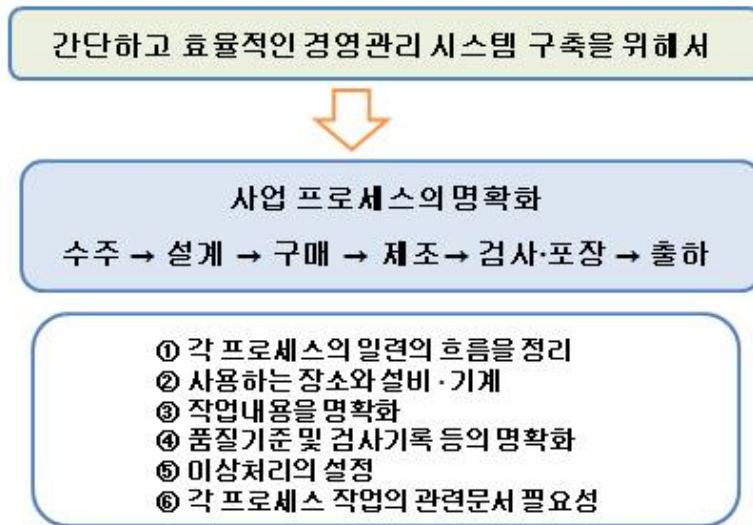 간단하고 효율적인 경영관리 시스템 구축을 위해서
사업 프로세스의 명확화
수주 → 설계 → 구매 → 제조 → 검사·포장 → 출하
① 각 프로세스의 일련의 흐름을 정리
② 사용하는 장소와 설비·기계
③ 작업내용을 명확화
④ 품질기준 및 검사기록 등의 명확화
⑤ 이상처리의 설정
⑥ 각 프로세스 작업의 관련문서 필요성